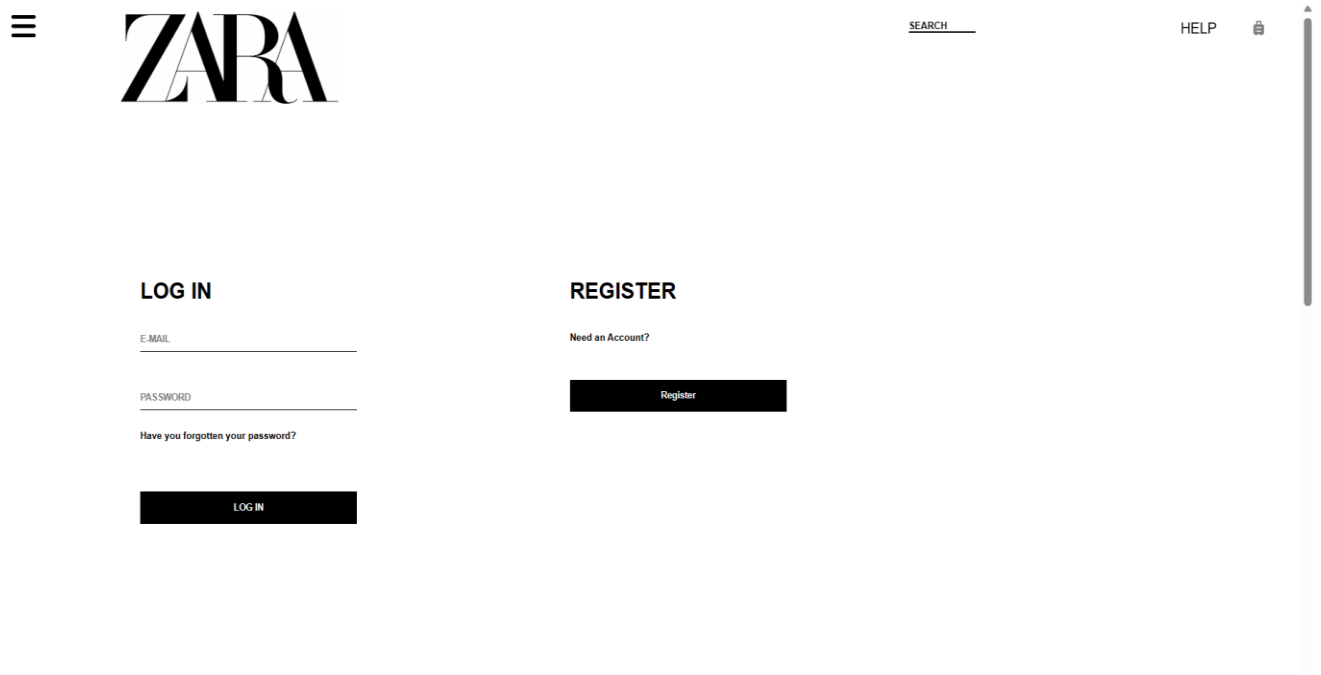 ZARA
SEARCH
HELP
LOG IN
REGISTER
E-MAIL
Need an Account?
PASSWORD
Register
Have you forgotten your password?
LOG IN